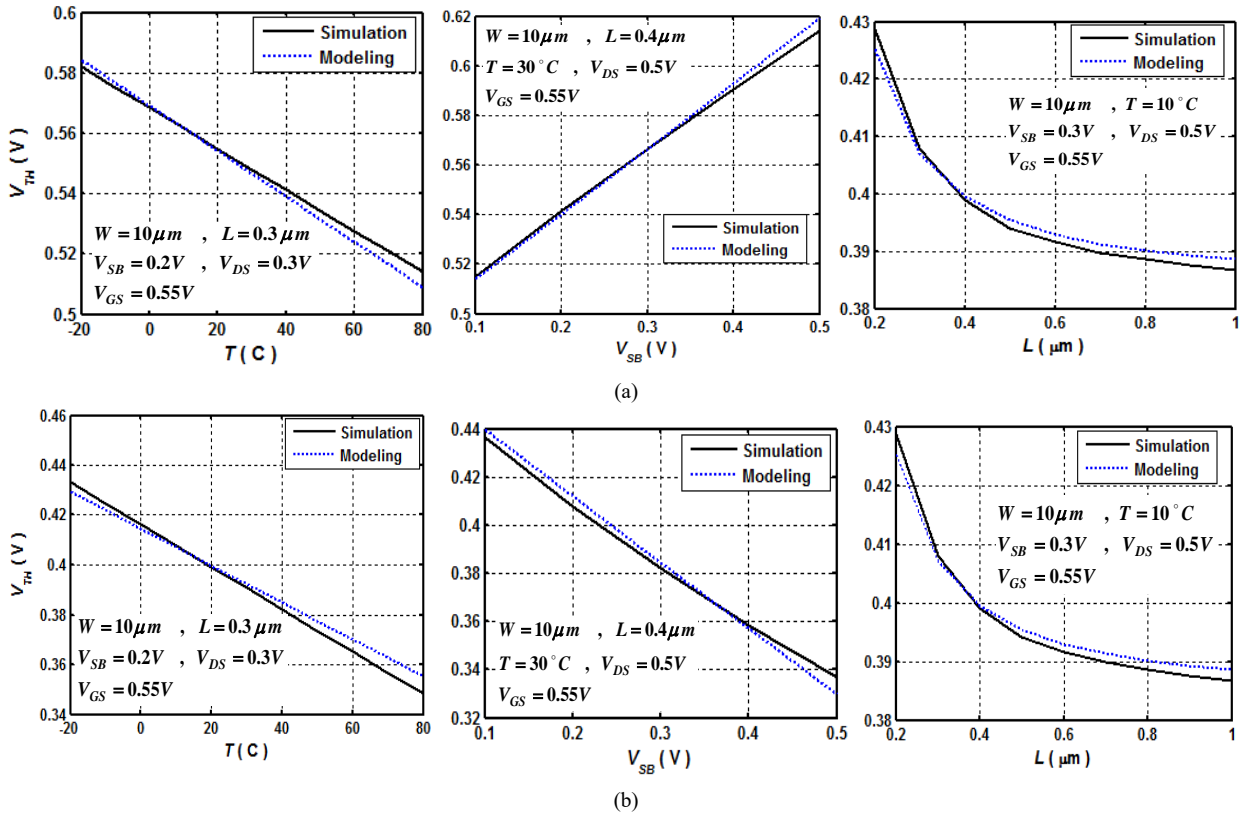 0.6
0.58
0.56
0.54
0.52
0.5
V_TH (V)
Simulation
Modeling
W = 10μm , L = 0.3 μm
V_SB = 0.2V , V_DS = 0.3V
V_GS = 0.55V
-20 0 20 40 60 80
T ( C )
0.62
0.6
0.58
0.56
0.54
0.52
0.5
W = 10μm , L = 0.4μm
T = 30°C , V_DS = 0.5V
V_GS = 0.55V
Simulation
Modeling
0.1 0.2 0.3 0.4 0.5
V_SB ( V )
0.43
0.42
0.41
0.4
0.39
0.38
Simulation
Modeling
W = 10μm , T = 10°C
V_SB = 0.3V , V_DS = 0.5V
V_GS = 0.55V
0.2 0.4 0.6 0.8 1
L ( μm )
(a)
0.46
0.44
0.42
0.4
0.38
0.36
0.34
V_TH (V)
Simulation
Modeling
W = 10μm , L = 0.3 μm
V_SB = 0.2V , V_DS = 0.3V
V_GS = 0.55V
-20 0 20 40 60 80
T ( C )
0.44
0.42
0.4
0.38
0.36
0.34
0.32
Simulation
Modeling
W = 10μm , L = 0.4μm
T = 30°C , V_DS = 0.5V
V_GS = 0.55V
0.1 0.2 0.3 0.4 0.5
V_SB ( V )
0.43
0.42
0.41
0.4
0.39
0.38
Simulation
Modeling
W = 10μm , T = 10°C
V_SB = 0.3V , V_DS = 0.5V
V_GS = 0.55V
0.2 0.4 0.6 0.8 1
L ( μm )
(b)